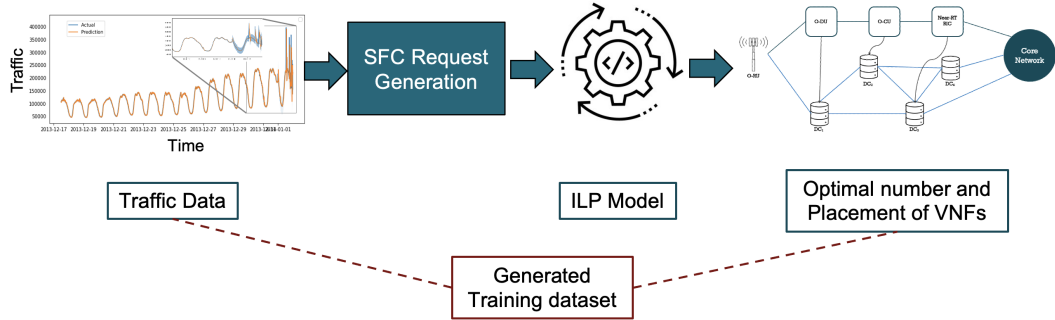 Actual
Prediction
Traffic
400000
350000
300000
250000
200000
150000
100000
50000
2013-12-17
2013-12-19
2013-12-21
2013-12-23
2013-12-25
2013-12-27
2013-12-29
Time
SFC Request
Generation
</>
O-RU
O-DU
O-CU
Near-RT
RIC
Core
Network
DC₁
Traffic Data
ILP Model
Optimal number and
Placement of VNFs
Generated
Training dataset